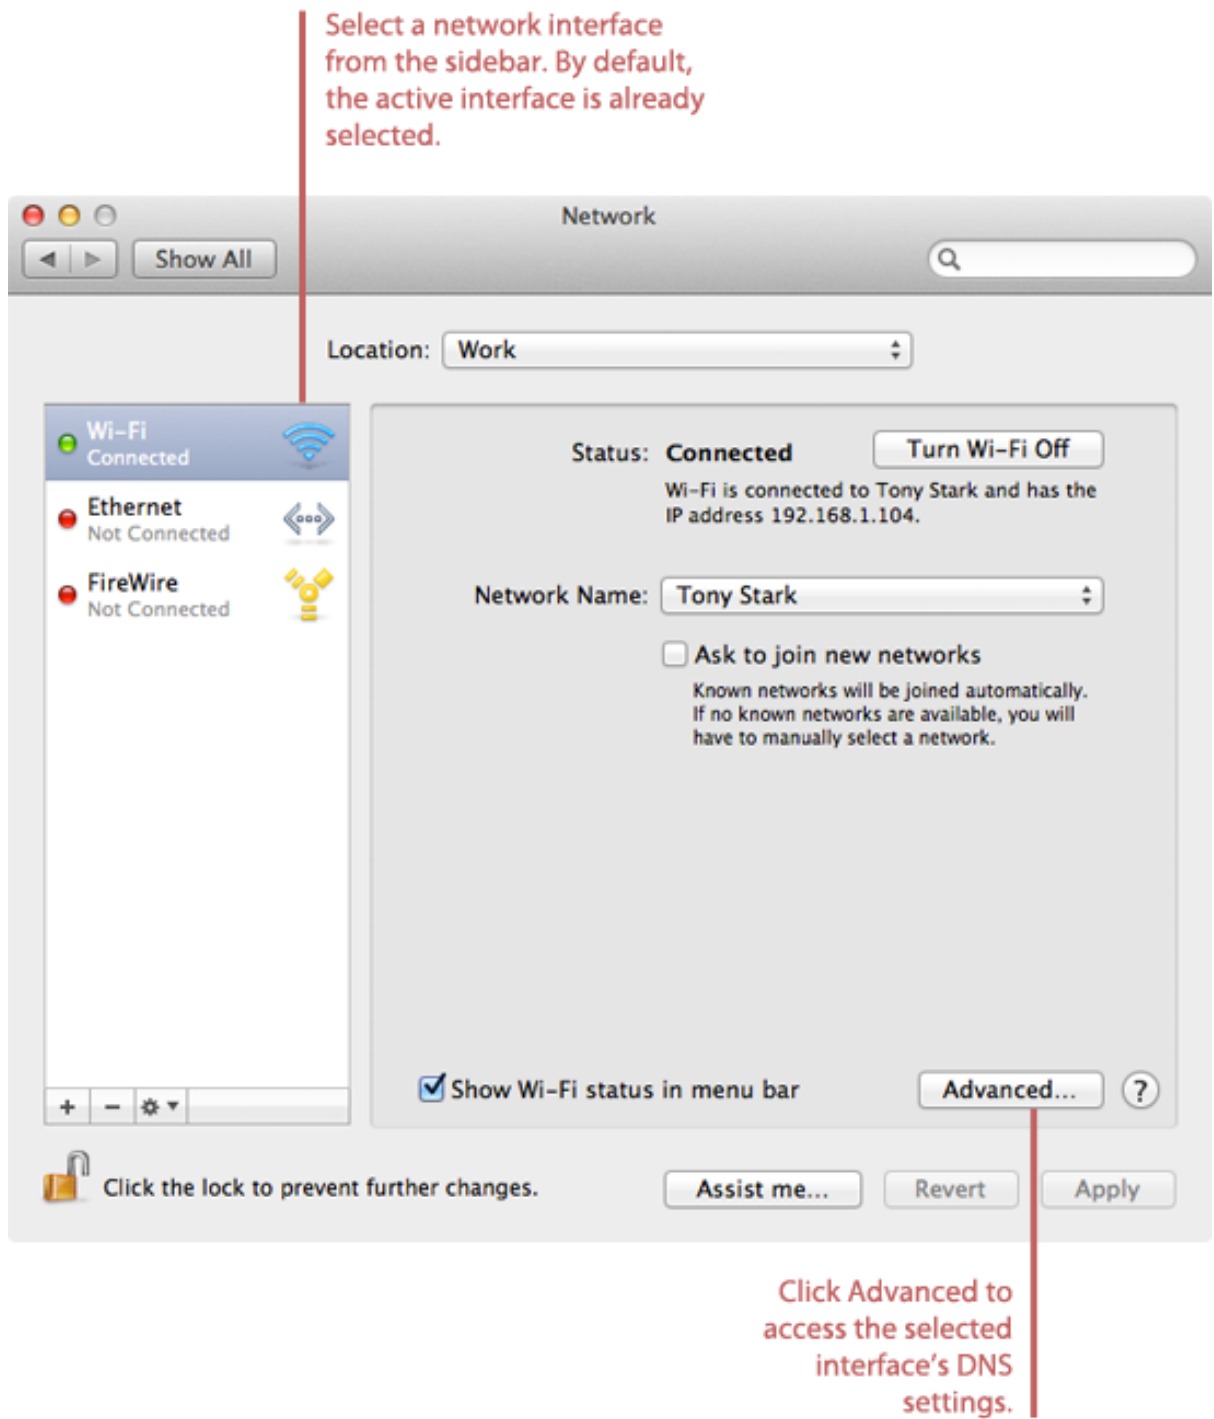 Select a network interface
from the sidebar. By default,
the active interface is already
selected.
Network
Show All
Location: Work
Wi-Fi
Connected
Ethernet
Not Connected
FireWire
Not Connected
Status: Connected
Turn Wi-Fi Off
Wi-Fi is connected to Tony Stark and has the
IP address 192.168.1.104.
Network Name: Tony Stark
Ask to join new networks
Known networks will be joined automatically.
If no known networks are available, you will
have to manually select a network.
Show Wi-Fi status in menu bar
Advanced...
?
Click the lock to prevent further changes.
Assist me...
Revert
Apply
Click Advanced to
access the selected
interface's DNS
settings.